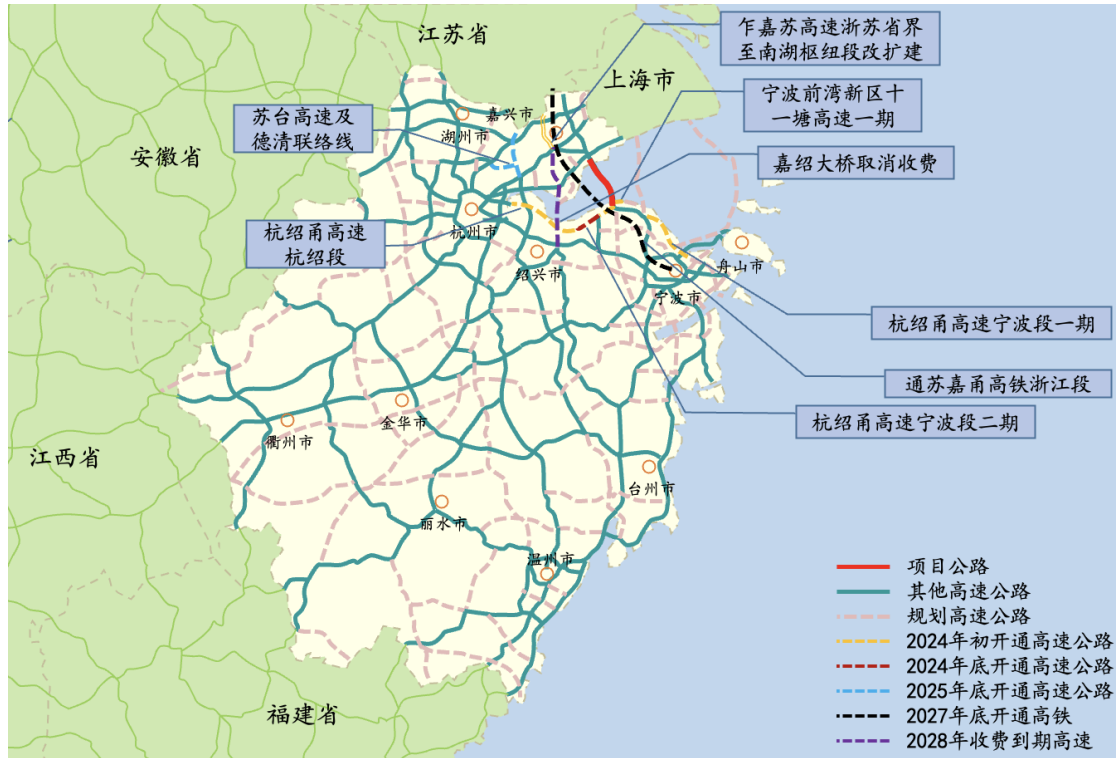 江苏省
乍嘉苏高速浙苏省界
至南湖枢纽段改扩建
上海市
宁波前湾新区十
一塘高速一期
苏台高速及
德清联络线
嘉兴市
湖州市
安徽省
嘉绍大桥取消收费
杭绍甬高速
杭绍段
杭州市
绍兴市
舟山市
宁波市
杭绍甬高速宁波段一期
通苏嘉甬高铁浙江段
杭绍甬高速宁波段二期
金华市
衢州市
江西省
台州市
丽水市
温州市
福建省
项目公路
其他高速公路
规划高速公路
2024年初开通高速公路
2024年底开通高速公路
2025年底开通高速公路
2027年底开通高铁
2028年收费到期高速